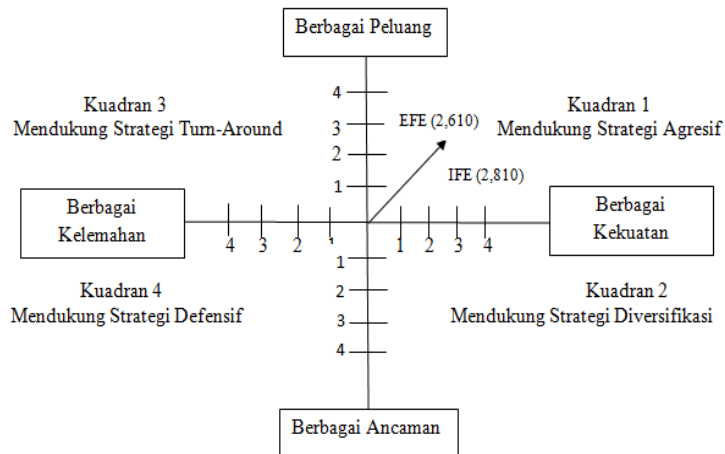 Berbagai Peluang
Kuadran 3
Mendukung Strategi Turn-Around
Kuadran 1
Mendukung Strategi Agresif
EFE (2,610)
IFE (2,810)
4
3
2
1
Berbagai
Kelemahan
4 3 2 1
1 2 3 4
Berbagai
Kekuatan
1
2
3
4
Kuadran 4
Mendukung Strategi Defensif
Kuadran 2
Mendukung Strategi Diversifikasi
Berbagai Ancaman